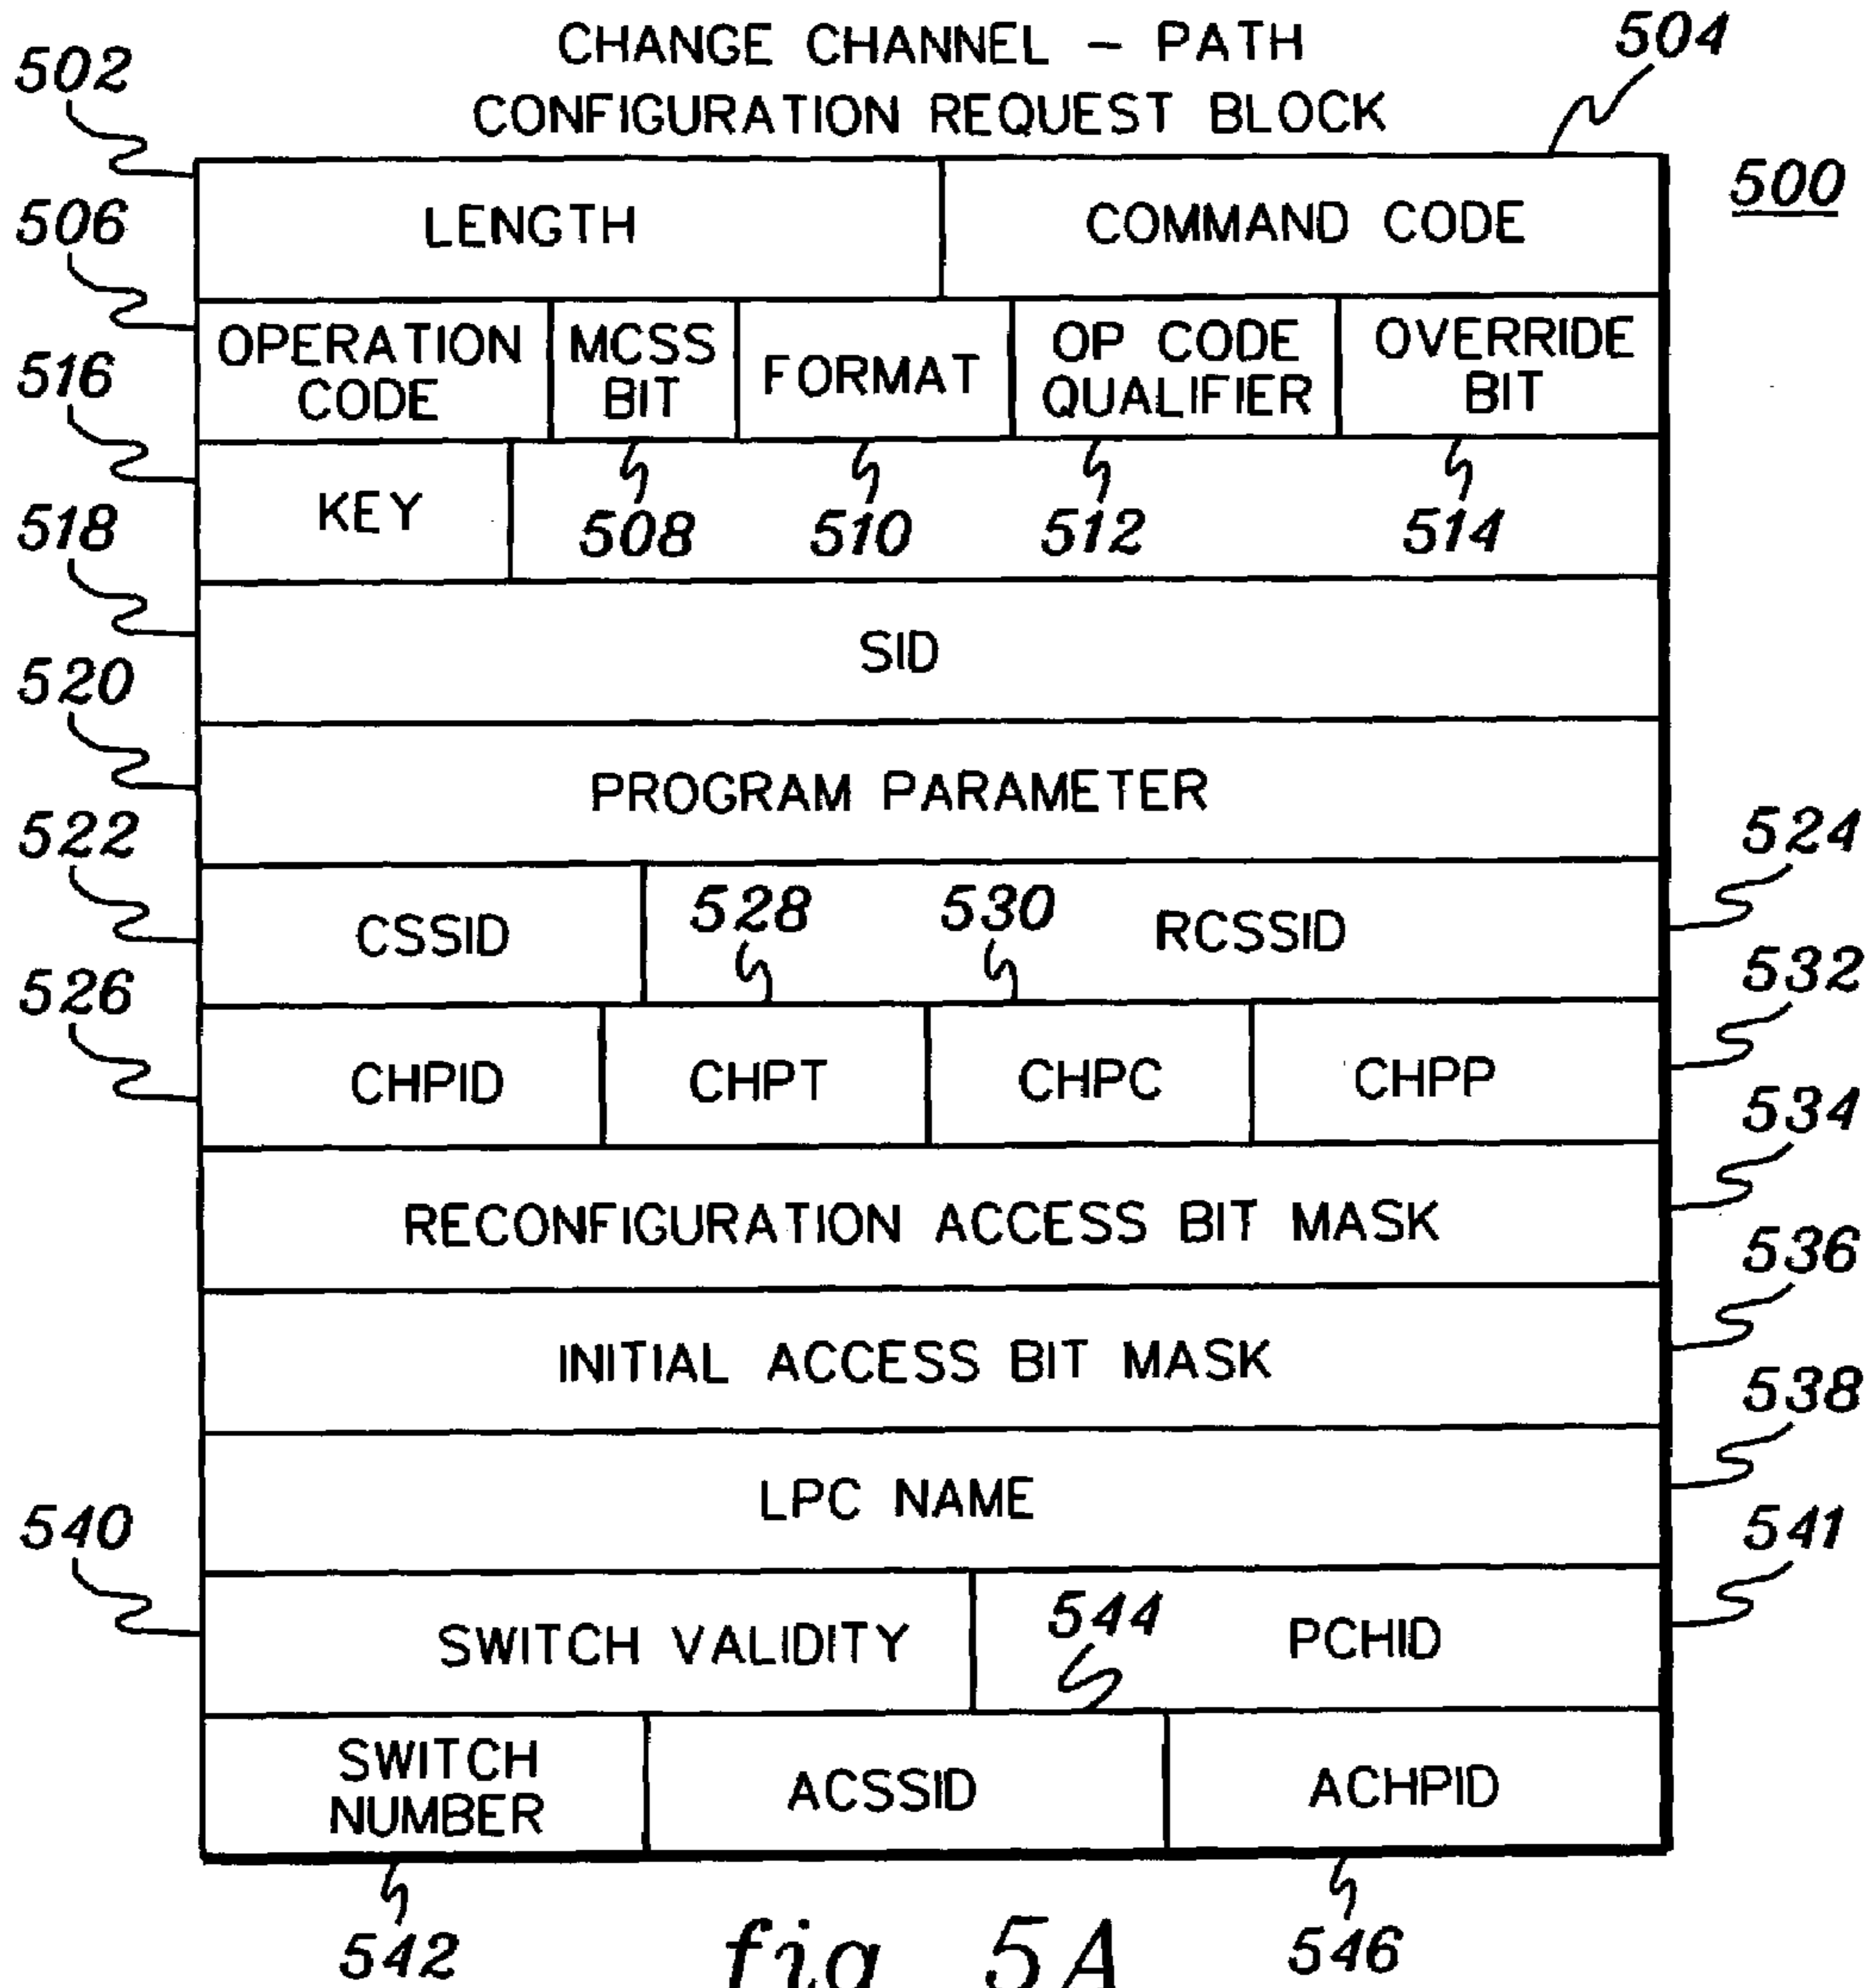 CHANGE CHANNEL – PATH
CONFIGURATION REQUEST BLOCK
500
502
504
LENGTH
COMMAND CODE
506
OPERATION
CODE
MCSS
BIT
FORMAT
OP CODE
QUALIFIER
OVERRIDE
BIT
516
KEY
508
510
512
514
518
SID
520
PROGRAM PARAMETER
522
CSSID
528
530
RCSSID
524
526
CHPID
CHPT
CHPC
CHPP
532
RECONFIGURATION ACCESS BIT MASK
534
INITIAL ACCESS BIT MASK
536
LPC NAME
538
540
SWITCH VALIDITY
544
PCHID
541
SWITCH
NUMBER
ACSSID
ACHPID
542
546
fig. 5A